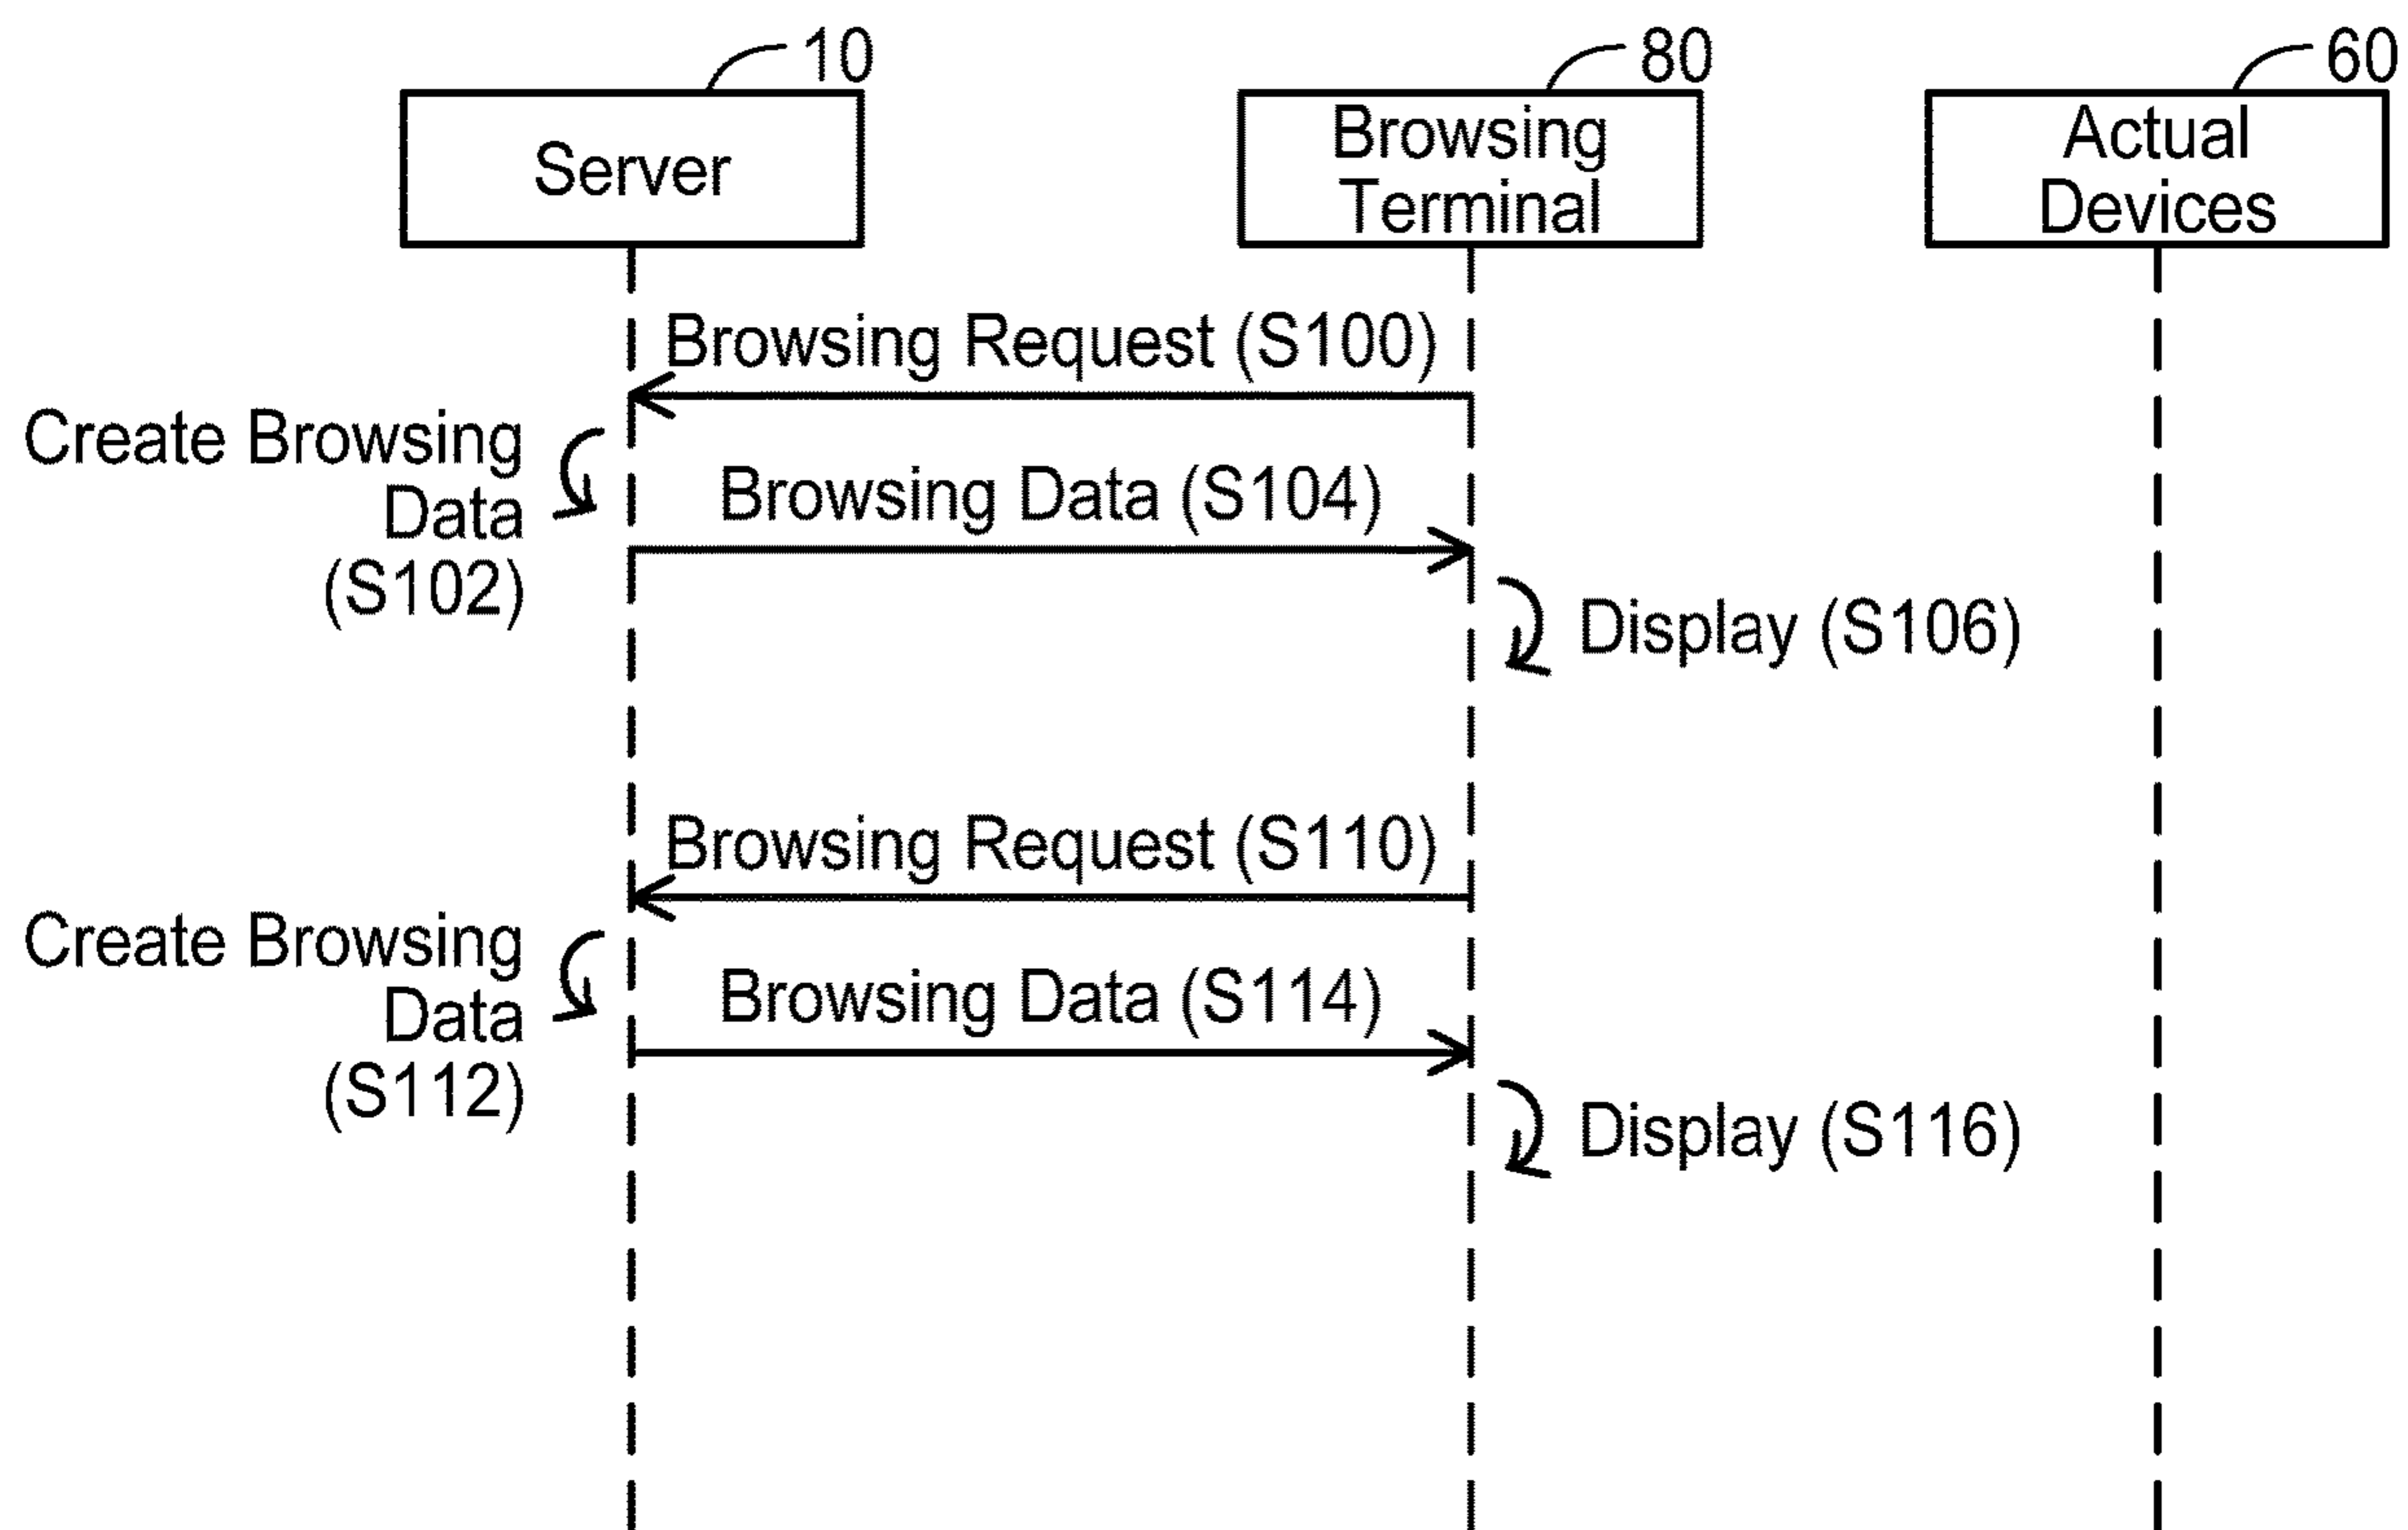 10
80
60
Server
Browsing
Terminal
Actual
Devices
Browsing Request (S100)
Create Browsing
Data
(S102)
Browsing Data (S104)
Display (S106)
Browsing Request (S110)
Create Browsing
Data
(S112)
Browsing Data (S114)
Display (S116)